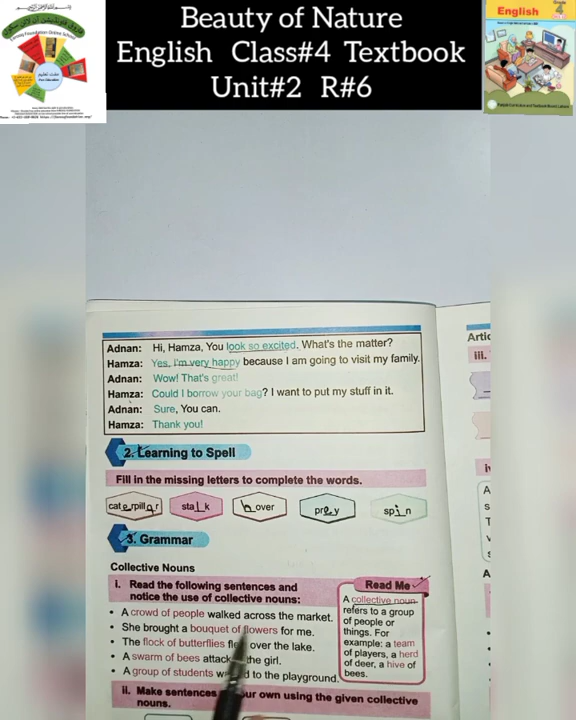 Beauty of Nature
English Class#4 Textbook
Unit#2 R#6
English
4
Adnan: Hi, Hamza, You look so excited. What's the matter?
Hamza: Yes, I'm very happy because I am going to visit my family.
Adnan: Wow! That's great!
Hamza: Could I borrow your bag? I want to put my stuff in it.
Adnan: Sure, You can.
Hamza: Thank you!
2. Learning to Spell
Fill in the missing letters to complete the words.
caterpillar stalk hover prey spin
3. Grammar
Collective Nouns
i. Read the following sentences and
notice the use of collective nouns:
• A crowd of people walked across the market.
• She brought a bouquet of flowers for me.
• The flock of butterflies over the lake.
• A swarm of bees the girl.
• A group of students to the playground.
Read Me
A collective noun
refers to a group
of people or
things. For
example: a team
of players, a herd
of deer, a hive of
bees.
ii. Make sentences your own using the given collective
nouns.
Artic
iii.